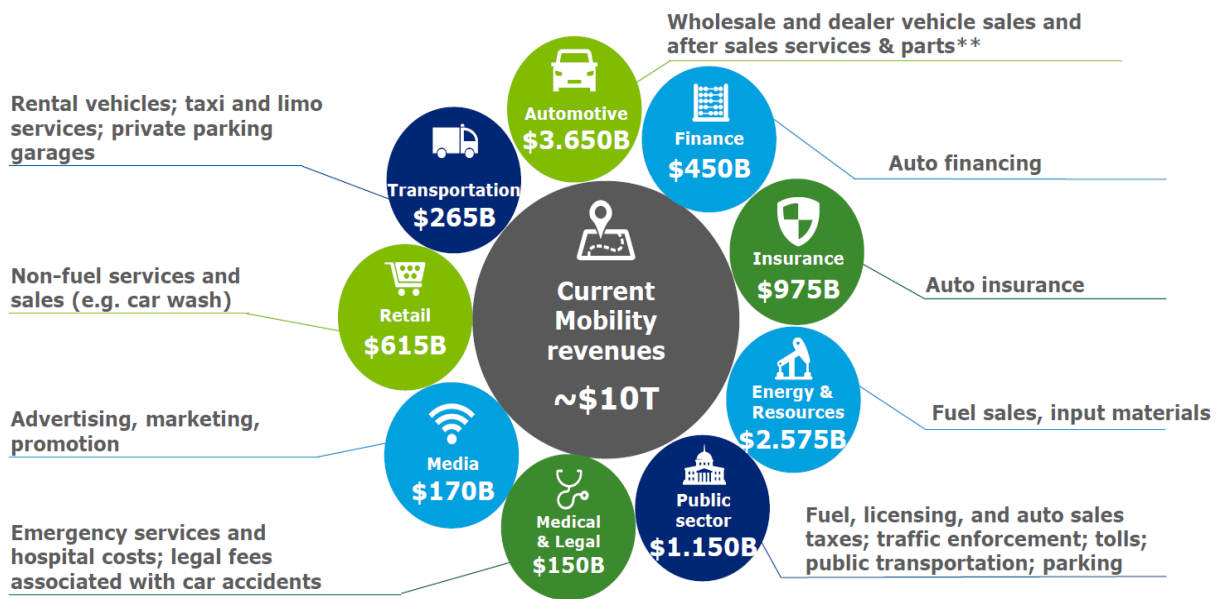 Wholesale and dealer vehicle sales and
after sales services & parts**
Automotive
$3.650B
Finance
$450B
Auto financing
Insurance
$975B
Auto insurance
Energy &
Resources
$2.575B
Fuel sales, input materials
Public
sector
$1.150B
Fuel, licensing, and auto sales
taxes; traffic enforcement; tolls;
public transportation; parking
Medical
& Legal
$150B
Emergency services and
hospital costs; legal fees
associated with car accidents
Media
$170B
Advertising, marketing,
promotion
Retail
$615B
Non-fuel services and
sales (e.g. car wash)
Transportation
$265B
Rental vehicles; taxi and limo
services; private parking
garages
Current
Mobility
revenues
~$10T